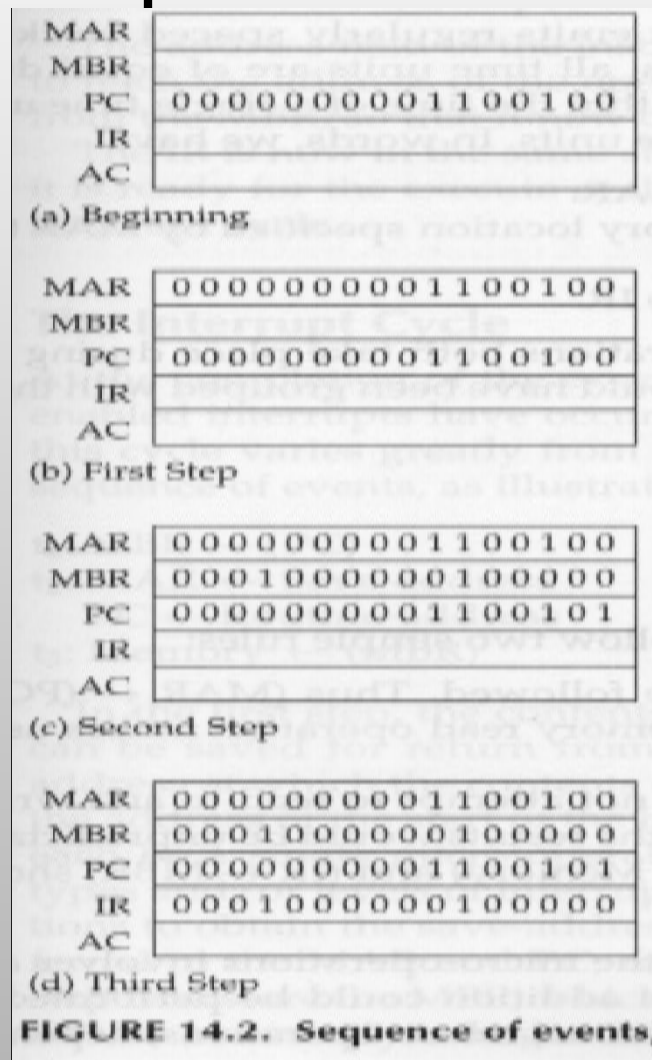 MAR
MBR
PC 0000000001100100
IR
AC
(a) Beginning
MAR 0000000001100100
MBR
PC 0000000001100100
IR
AC
(b) First Step
MAR 0000000001100100
MBR 0001000000100000
PC 0000000001100101
IR
AC
(c) Second Step
MAR 0000000001100100
MBR 0001000000100000
PC 0000000001100101
IR 0001000000100000
AC
(d) Third Step
FIGURE 14.2. Sequence of events,